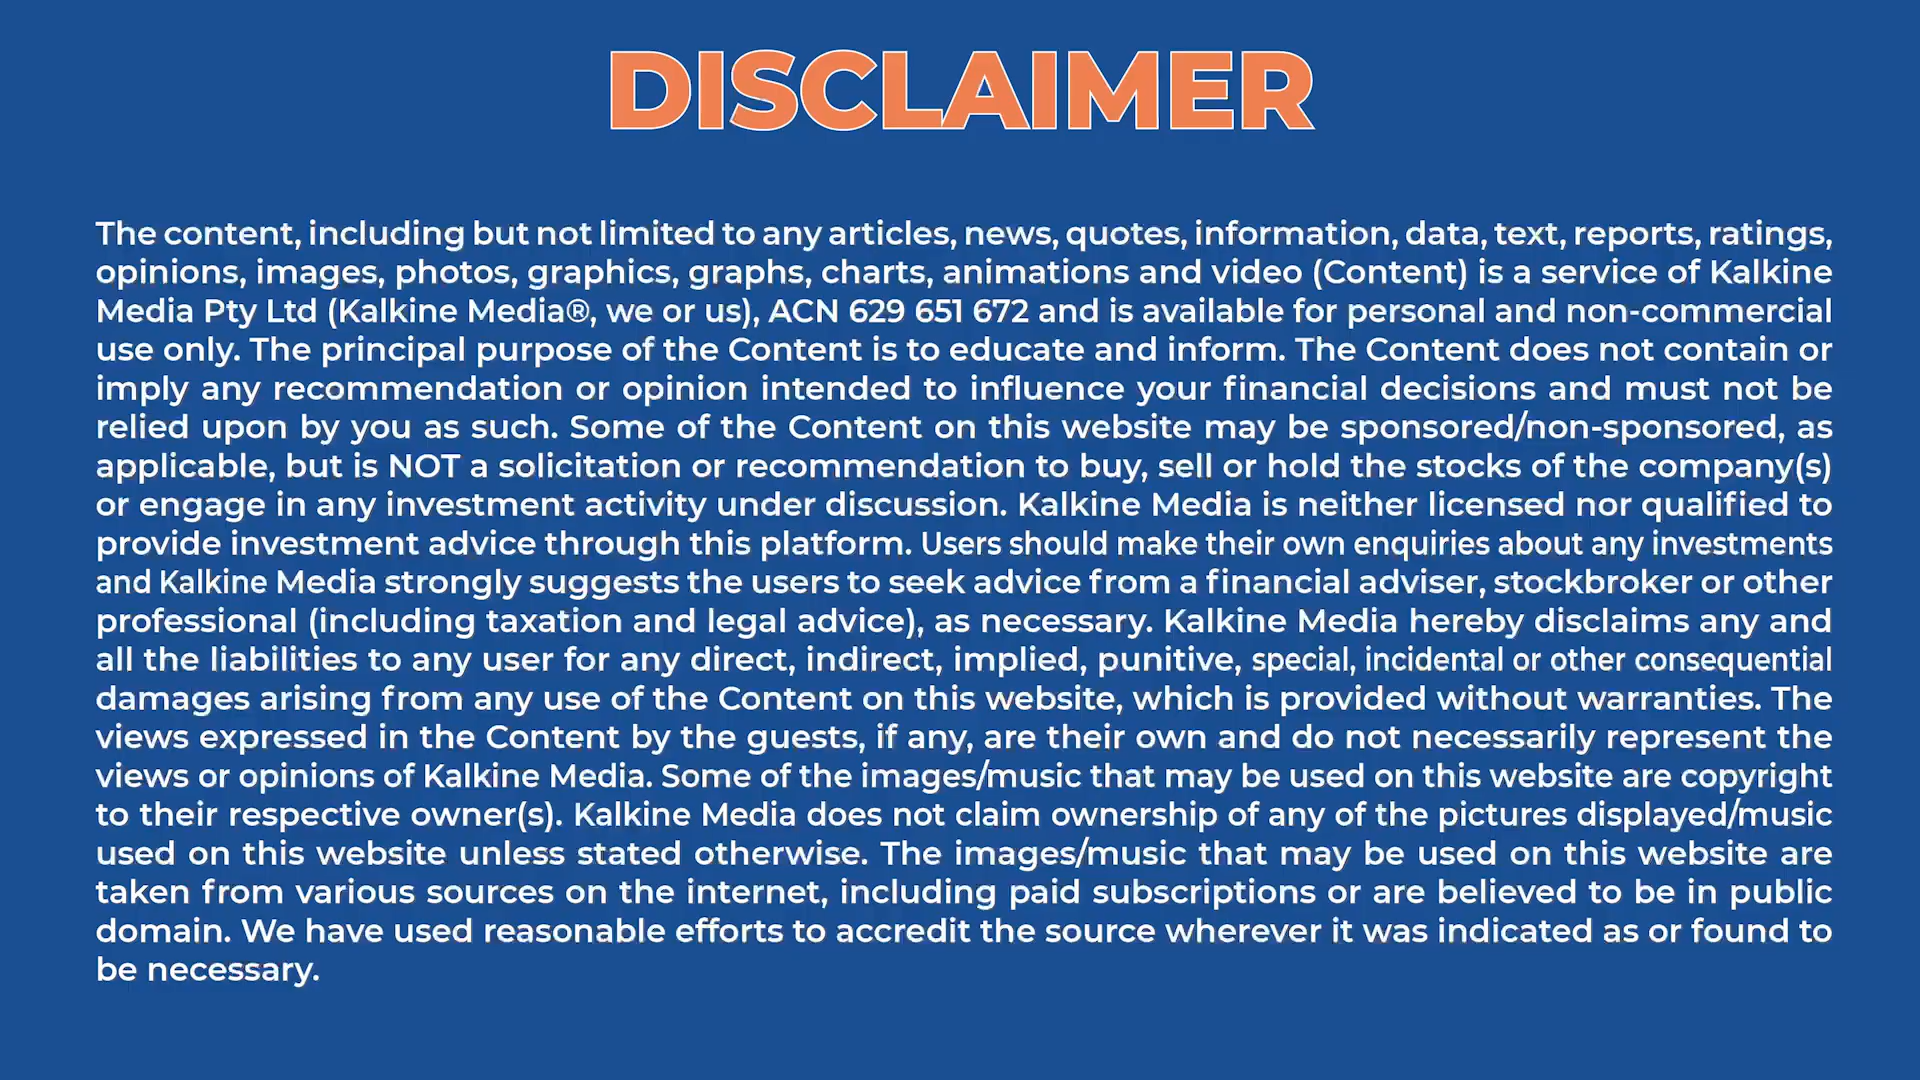 DISCLAIMER
The content, including but not limited to any articles, news, quotes, information, data, text, reports, ratings,
opinions, images, photos, graphics, graphs, charts, animations and video (Content) is a service of Kalkine
Media Pty Ltd (Kalkine Media®, we or us), ACN 629 651 672 and is available for personal and non-commercial
use only. The principal purpose of the Content is to educate and inform. The Content does not contain or
imply any recommendation or opinion intended to influence your financial decisions and must not be
relied upon by you as such. Some of the Content on this website may be sponsored/non-sponsored, as
applicable, but is NOT a solicitation or recommendation to buy, sell or hold the stocks of the company(s)
or engage in any investment activity under discussion. Kalkine Media is neither licensed nor qualified to
provide investment advice through this platform. Users should make their own enquiries about any investments
and Kalkine Media strongly suggests the users to seek advice from a financial adviser, stockbroker or other
professional (including taxation and legal advice), as necessary. Kalkine Media hereby disclaims any and
all the liabilities to any user for any direct, indirect, implied, punitive, special, incidental or other consequential
damages arising from any use of the Content on this website, which is provided without warranties. The
views expressed in the Content by the guests, if any, are their own and do not necessarily represent the
views or opinions of Kalkine Media. Some of the images/music that may be used on this website are copyright
to their respective owner(s). Kalkine Media does not claim ownership of any of the pictures displayed/music
used on this website unless stated otherwise. The images/music that may be used on this website are
taken from various sources on the internet, including paid subscriptions or are believed to be in public
domain. We have used reasonable efforts to accredit the source wherever it was indicated as or found to
be necessary.